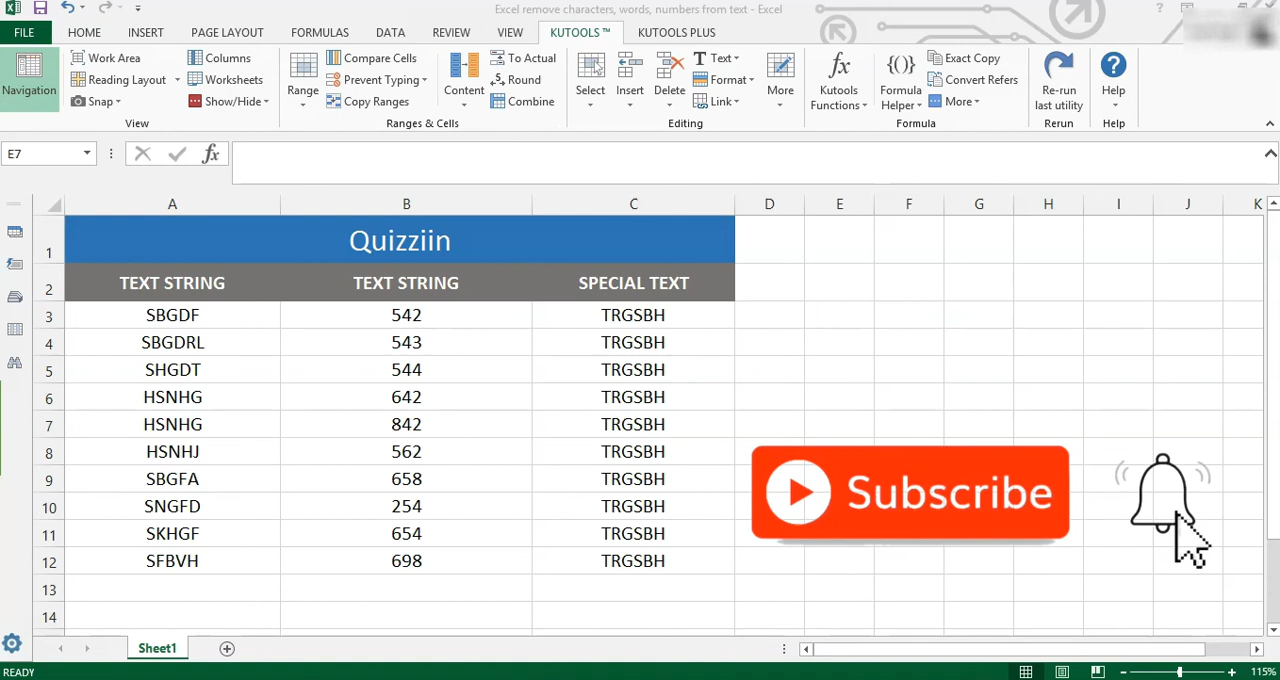 Excel remove characters, words, numbers from text - Excel
?
FILE HOME INSERT PAGE LAYOUT FORMULAS DATA REVIEW VIEW KUTOOLS ™ KUTOOLS PLUS
Navigation
Work Area
Reading Layout
Snap
Columns
Worksheets
Show/Hide
View
Range
Compare Cells
Prevent Typing
Copy Ranges
Content
To Actual
Round
Combine
Ranges & Cells
Select
Insert
Delete
Text
Format
Link
More
Editing
Kutools
Functions
Formula
Helper
Exact Copy
Convert Refers
More
Formula
Re-run
last utility
Rerun
Help
Help
E7
fx
A B C D E F G H I J K
1 Quizziin
2 TEXT STRING TEXT STRING SPECIAL TEXT
3 SBGDF 542 TRGSBH
4 SBGDRL 543 TRGSBH
5 SHGDT 544 TRGSBH
6 HSNHG 642 TRGSBH
7 HSNHG 842 TRGSBH
8 HSNHJ 562 TRGSBH
9 SBGFA 658 TRGSBH
10 SNGFD 254 TRGSBH
11 SKHGF 654 TRGSBH
12 SFBVH 698 TRGSBH
13
14
Subscribe
Sheet1
READY
115%